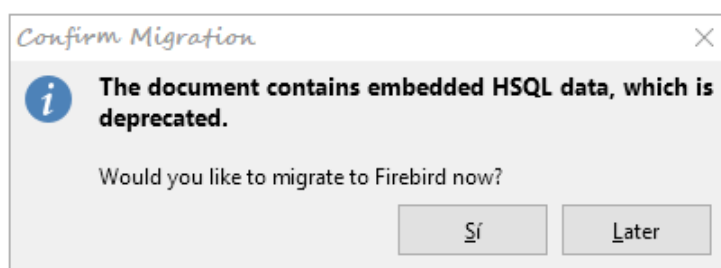 Confirm Migration
The document contains embedded HSQL data, which is
deprecated.
Would you like to migrate to Firebird now?
Sí
Later